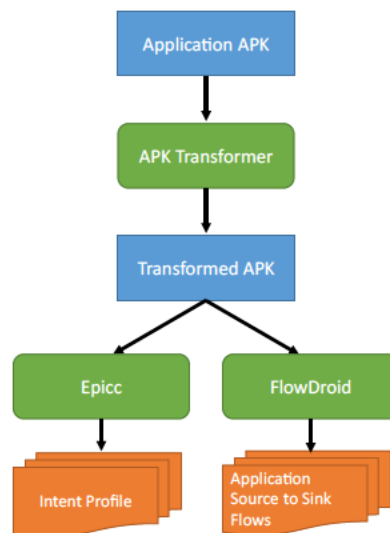 Application APK
APK Transformer
Transformed APK
Epicc
FlowDroid
Intent Profile
Application
Source to Sink
Flows